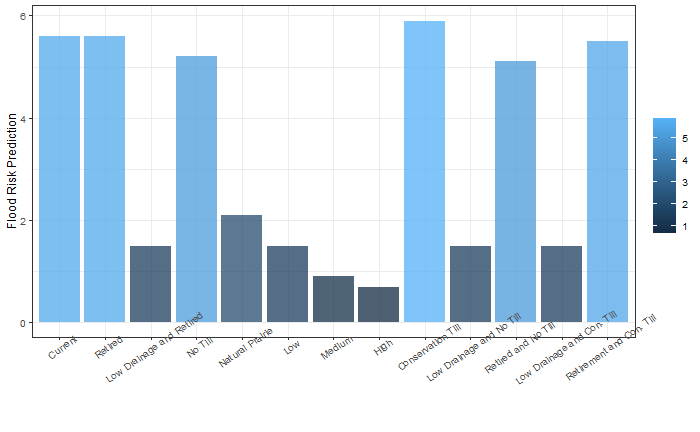 Flood Risk Prediction
6
4
2
0
Current
Retired
Low Drainage and Retired
No Till
Natural Prairie
Low
Medium
High
Conservation Till
Low Drainage and No Till
Retired and No Till
Low Drainage and Con. Till
Retirement and Con. Till
5
4
3
2
1